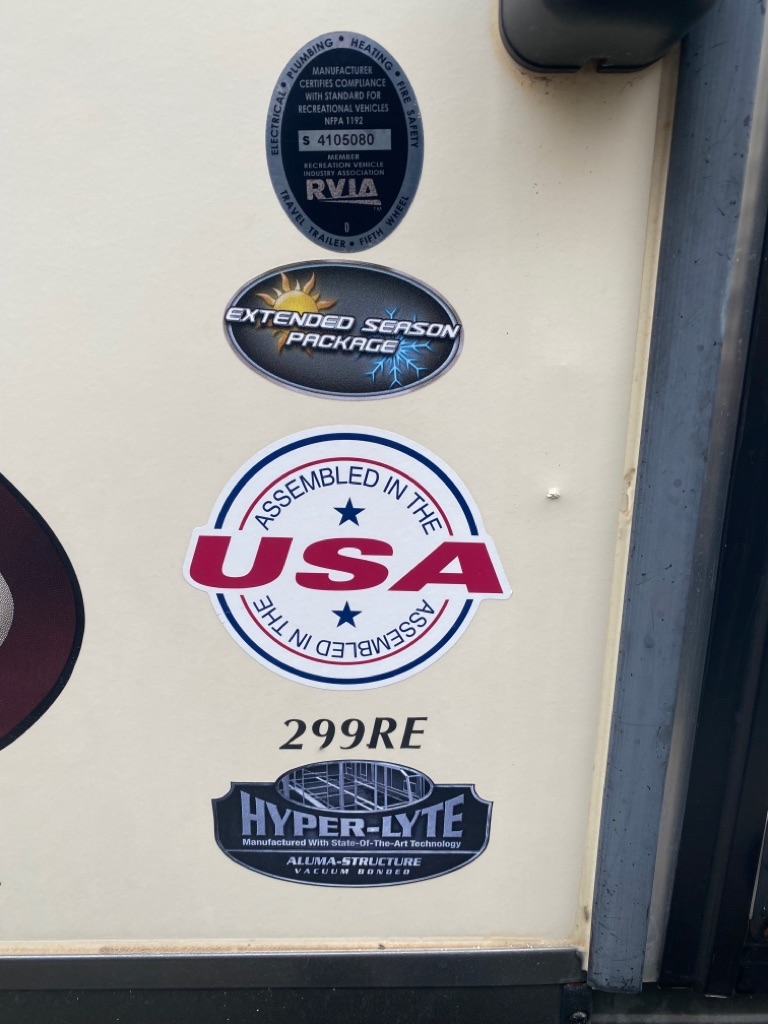 ELECTRICAL • PLUMBING • HEATING • FIRE SAFETY
MANUFACTURER
CERTIFIES COMPLIANCE
WITH STANDARD FOR
RECREATIONAL VEHICLES
NFPA 1192
S 4105080
MEMBER
RECREATION VEHICLE
INDUSTRY ASSOCIATION
RVIA
TM
0
TRAVEL TRAILER • FIFTH WHEEL
EXTENDED SEASON
PACKAGE
ASSEMBLED IN THE
USA
ASSEMBLED IN THE
299RE
HYPER-LYTE
Manufactured With State-Of-The-Art Technology
ALUMA-STRUCTURE
VACUUM BONDED